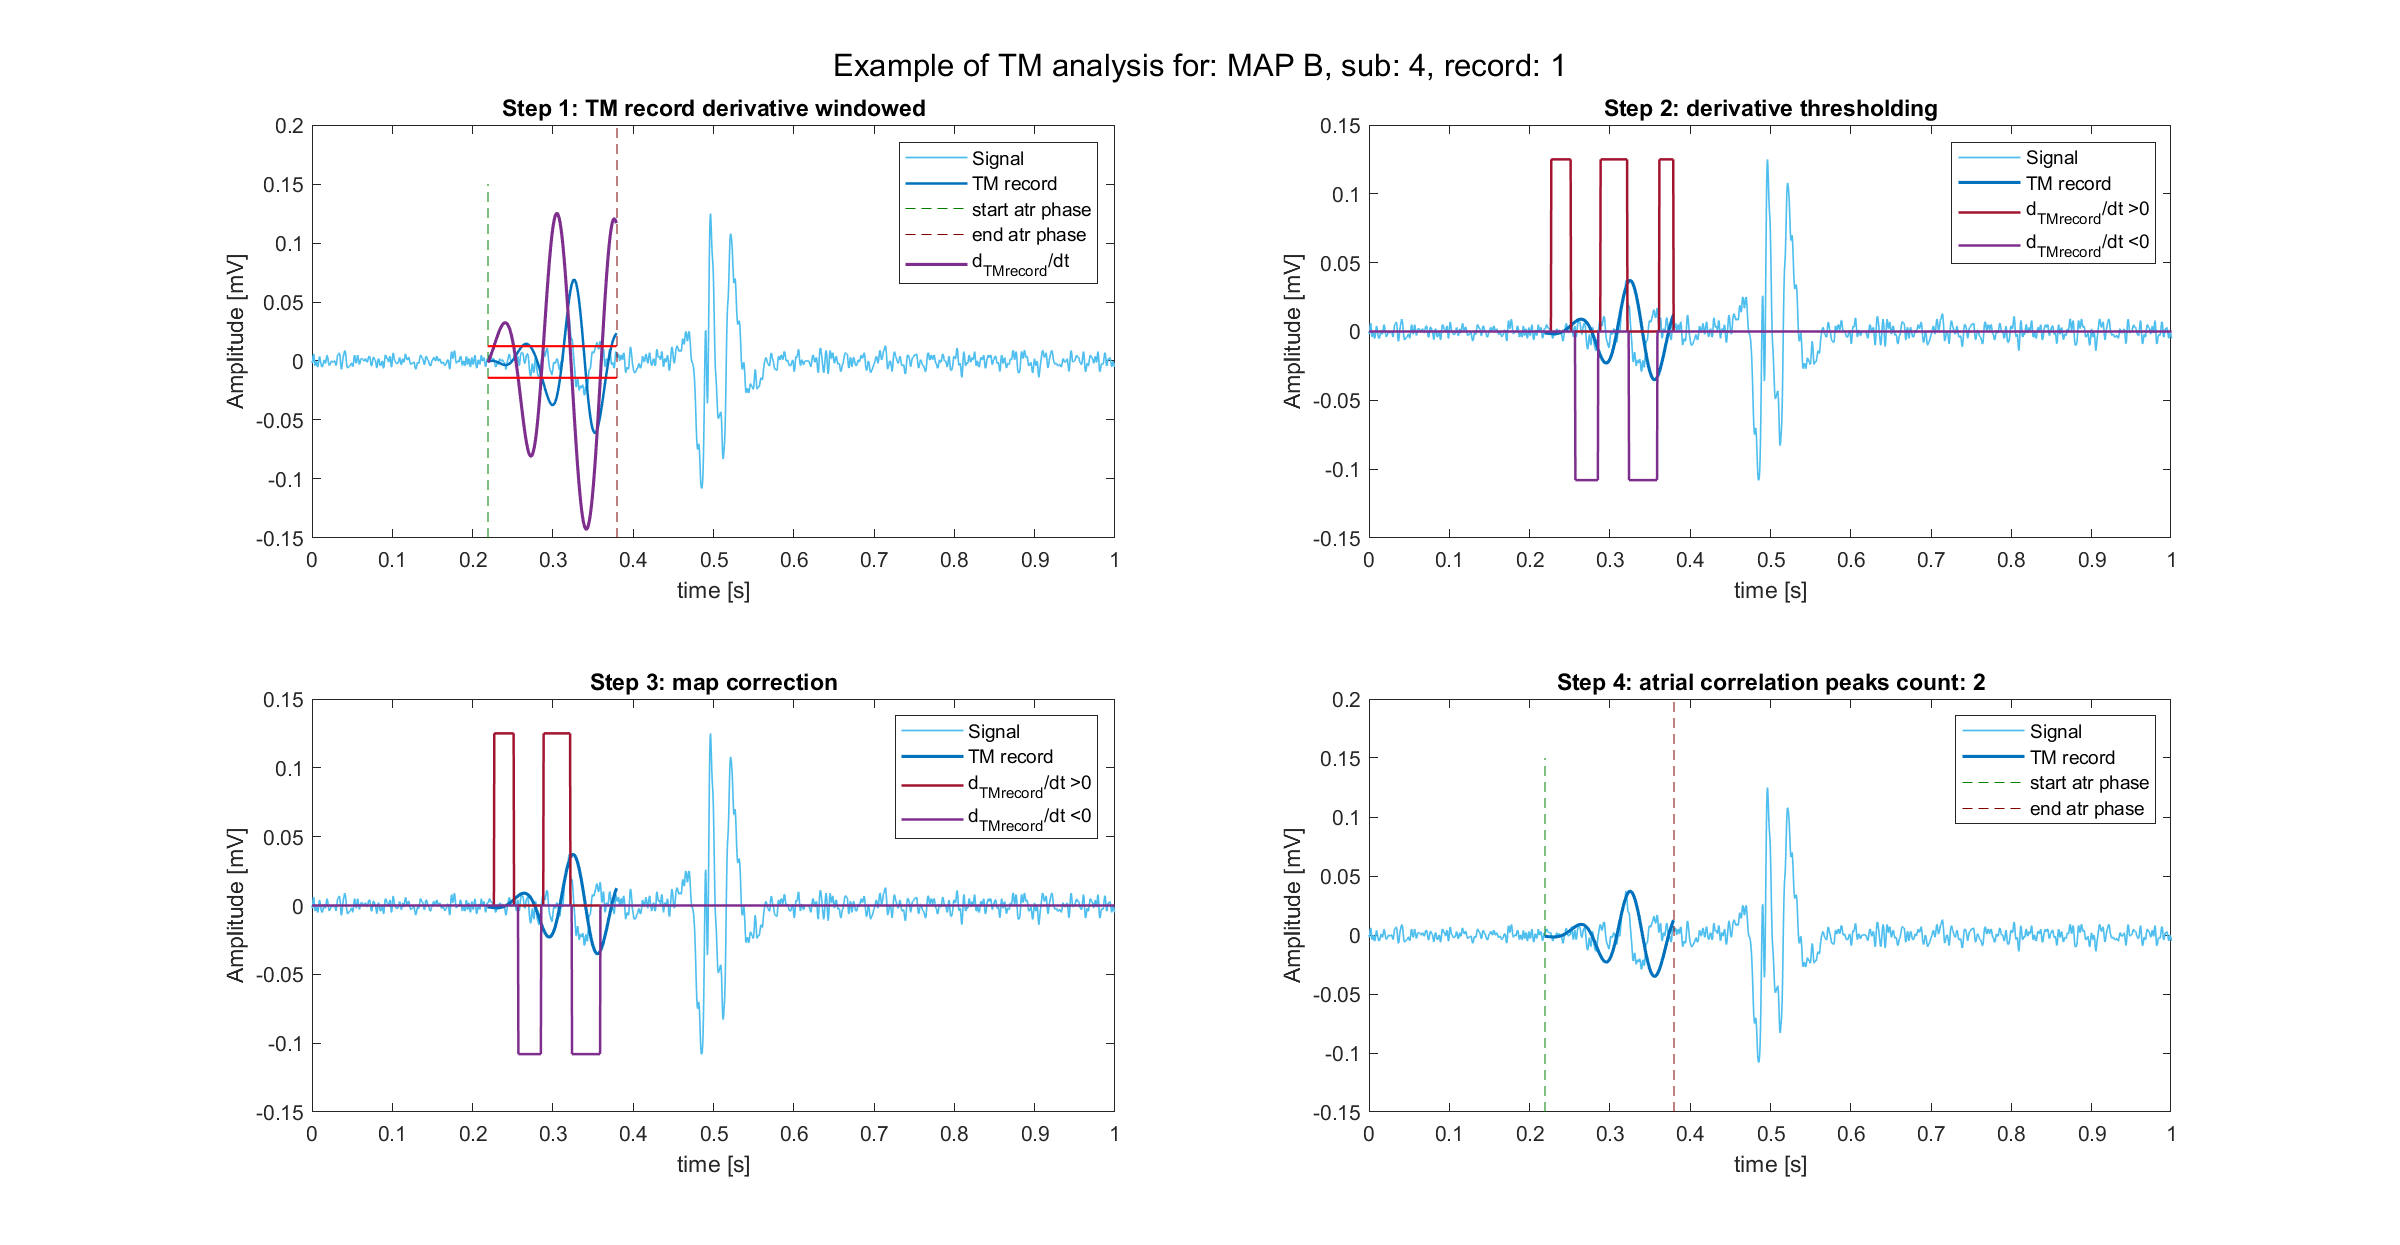 Example of TM analysis for: MAP B, sub: 4, record: 1
Step 1: TM record derivative windowed
Amplitude [mV]
0.2
0.15
0.1
0.05
0
-0.05
-0.1
-0.15
0 0.1 0.2 0.3 0.4 0.5 0.6 0.7 0.8 0.9 1
time [s]
Signal
TM record
start atr phase
end atr phase
dTMrecord/dt
Step 2: derivative thresholding
Amplitude [mV]
0.15
0.1
0.05
0
-0.05
-0.1
-0.15
0 0.1 0.2 0.3 0.4 0.5 0.6 0.7 0.8 0.9 1
time [s]
Signal
TM record
dTMrecord/dt >0
dTMrecord/dt <0
Step 3: map correction
Amplitude [mV]
0.15
0.1
0.05
0
-0.05
-0.1
-0.15
0 0.1 0.2 0.3 0.4 0.5 0.6 0.7 0.8 0.9 1
time [s]
Signal
TM record
dTMrecord/dt >0
dTMrecord/dt <0
Step 4: atrial correlation peaks count: 2
Amplitude [mV]
0.2
0.15
0.1
0.05
0
-0.05
-0.1
-0.15
0 0.1 0.2 0.3 0.4 0.5 0.6 0.7 0.8 0.9 1
time [s]
Signal
TM record
start atr phase
end atr phase